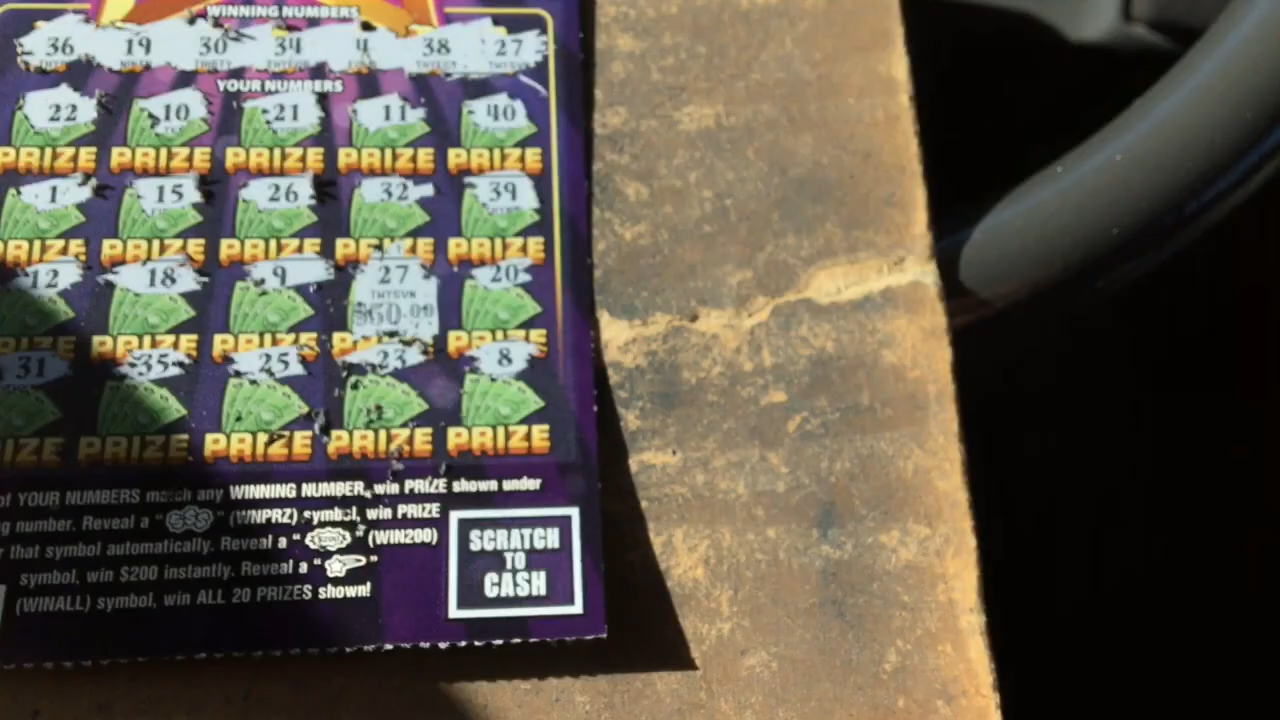 WINNING NUMBERS
36 19 30 34 4 38 27
YOUR NUMBERS
22 10 21 11 40
PRIZE PRIZE PRIZE PRIZE PRIZE
1 15 26 32 39
PRIZE PRIZE PRIZE PRIZE PRIZE
12 18 9 27 20
THYSVN
PRIZE PRIZE PRIZE PRIZE
31 35 25 23 8
PRIZE PRIZE PRIZE PRIZE
of YOUR NUMBERS match any WINNING NUMBER, win PRIZE shown under
number. Reveal a "$$$" (WNPRZ) symbol, win PRIZE
that symbol automatically. Reveal a " " (WIN200)
symbol, win $200 instantly. Reveal a " "
(WINALL) symbol, win ALL 20 PRIZES shown!
SCRATCH
TO
CASH